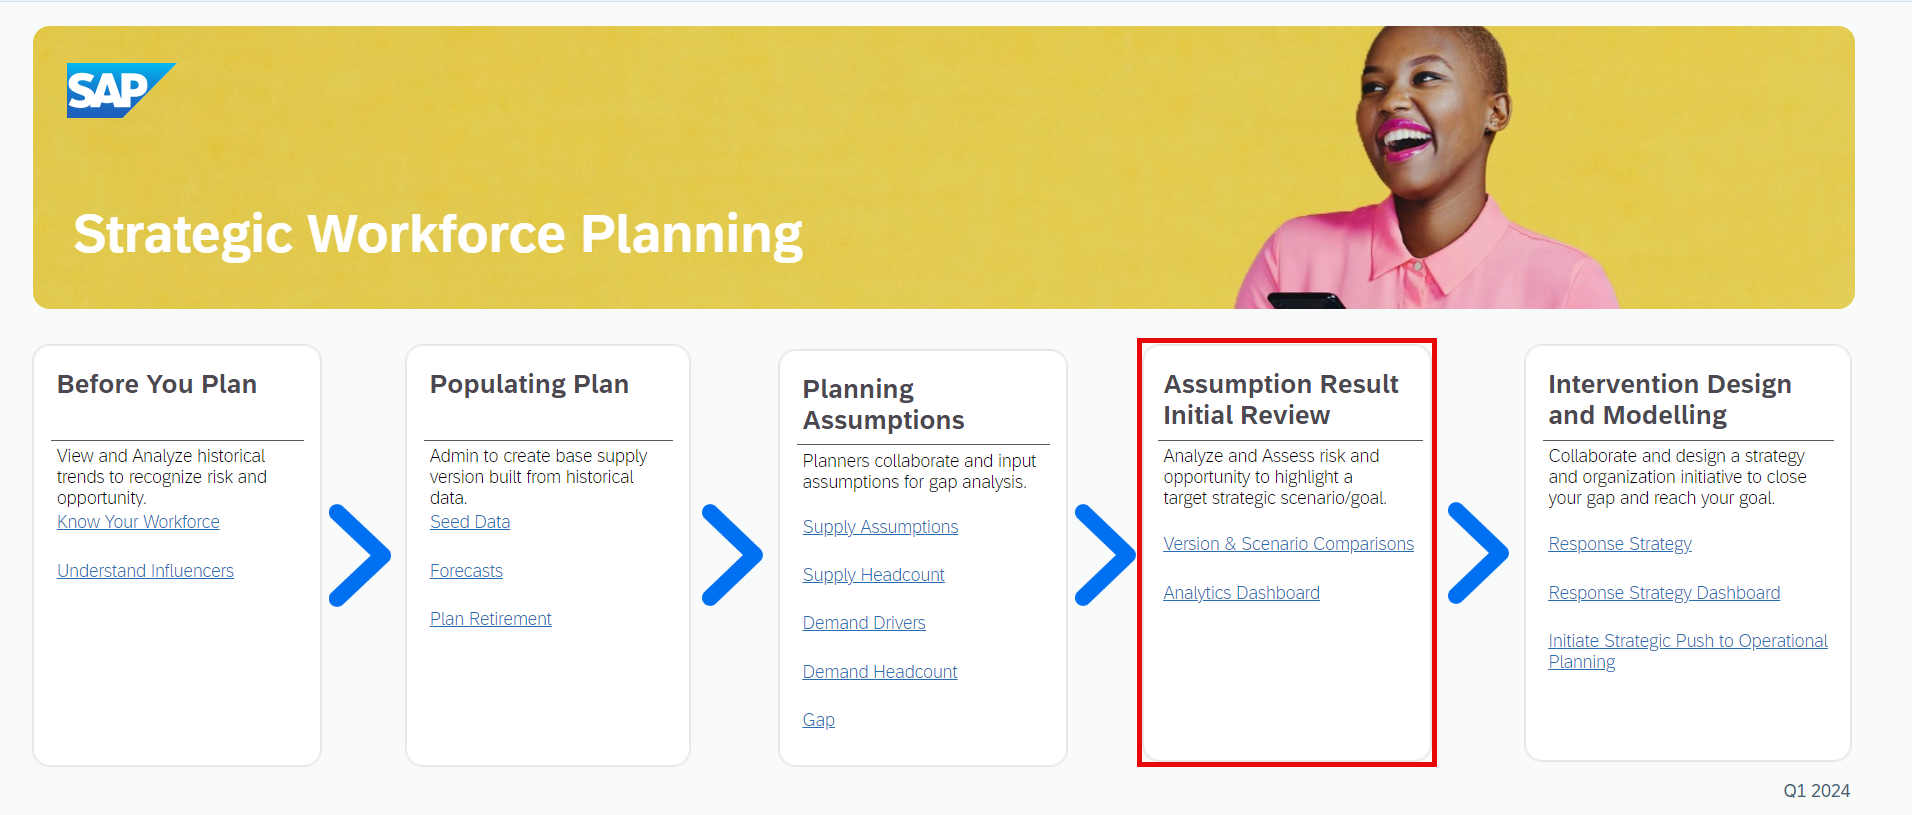 SAP
Strategic Workforce Planning
Before You Plan
View and Analyze historical
trends to recognize risk and
opportunity.
Know Your Workforce
Understand Influencers
Populating Plan
Admin to create base supply
version built from historical
data.
Seed Data
Forecasts
Plan Retirement
Planning
Assumptions
Planners collaborate and input
assumptions for gap analysis.
Supply Assumptions
Supply Headcount
Demand Drivers
Demand Headcount
Gap
Assumption Result
Initial Review
Analyze and Assess risk and
opportunity to highlight a
target strategic scenario/goal.
Version & Scenario Comparisons
Analytics Dashboard
Intervention Design
and Modelling
Collaborate and design a strategy
and organization initiative to close
your gap and reach your goal.
Response Strategy
Response Strategy Dashboard
Initiate Strategic Push to Operational
Planning
Q1 2024